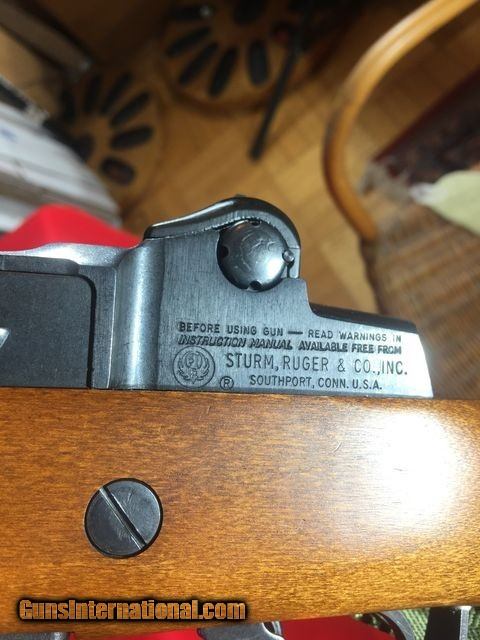 BEFORE USING GUN — READ WARNINGS IN
INSTRUCTION MANUAL AVAILABLE FREE FROM
STURM, RUGER & CO., INC.
® SOUTHPORT, CONN. U.S.A.
GunsInternational.com